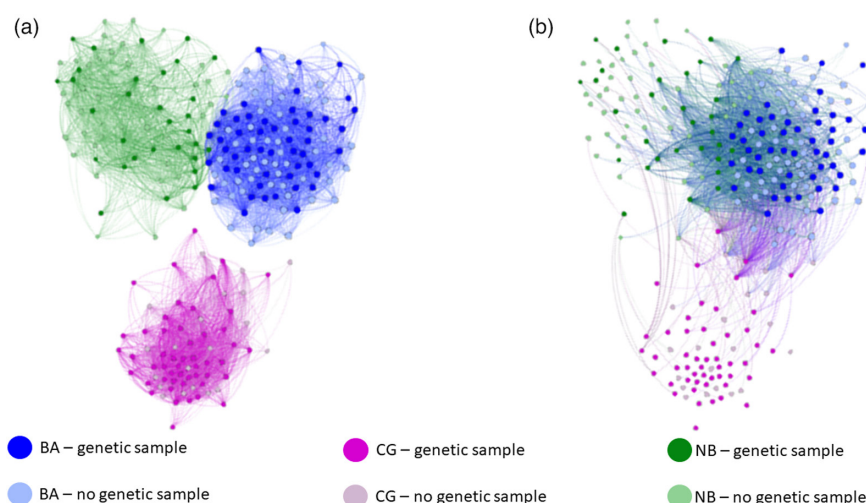 (a) (b)
BA – genetic sample CG – genetic sample NB – genetic sample
BA – no genetic sample CG – no genetic sample NB – no genetic sample